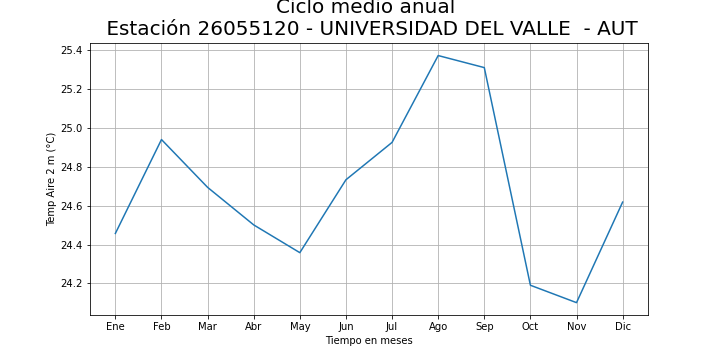 Ciclo medio anual
Estación 26055120 - UNIVERSIDAD DEL VALLE  - AUT
25.4
25.2
25.0
24.8
24.6
24.4
24.2
Temp Aire 2 m (°C)
Ene Feb Mar Abr May Jun Jul Ago Sep Oct Nov Dic
Tiempo en meses